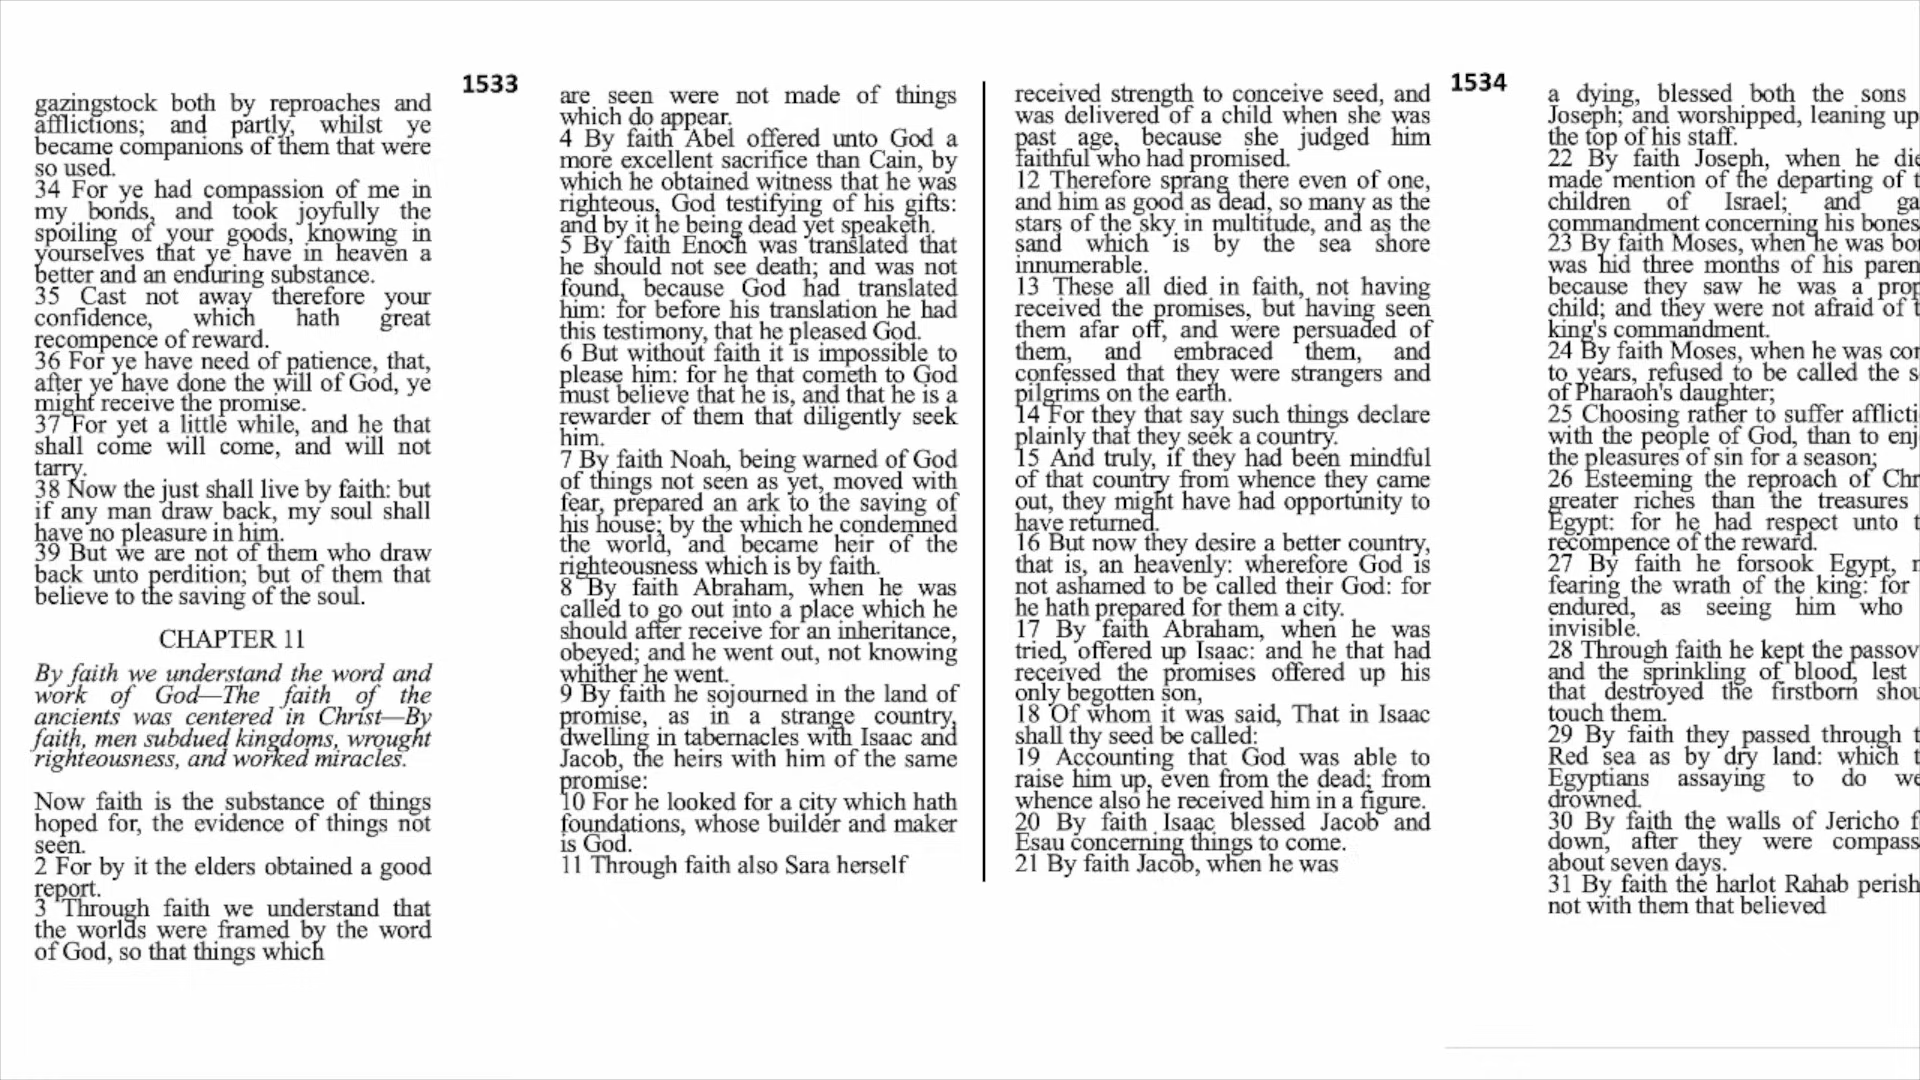 1533
gazingstock both by reproaches and
afflictions; and partly, whilst ye
became companions of them that were
so used.
34 For ye had compassion of me in
my bonds, and took joyfully the
spoiling of your goods, knowing in
yourselves that ye have in heaven a
better and an enduring substance.
35 Cast not away therefore your
confidence, which hath great
recompence of reward.
36 For ye have need of patience, that,
after ye have done the will of God, ye
might receive the promise.
37 For yet a little while, and he that
shall come will come, and will not
tarry.
38 Now the just shall live by faith: but
if any man draw back, my soul shall
have no pleasure in him.
39 But we are not of them who draw
back unto perdition; but of them that
believe to the saving of the soul.
CHAPTER 11
By faith we understand the word and
work of God—The faith of the
ancients was centered in Christ—By
faith, men subdued kingdoms, wrought
righteousness, and worked miracles.
Now faith is the substance of things
hoped for, the evidence of things not
seen.
2 For by it the elders obtained a good
report.
3 Through faith we understand that
the worlds were framed by the word
of God, so that things which
are seen were not made of things
which do appear.
4 By faith Abel offered unto God a
more excellent sacrifice than Cain, by
which he obtained witness that he was
righteous, God testifying of his gifts:
and by it he being dead yet speaketh.
5 By faith Enoch was translated that
he should not see death; and was not
found, because God had translated
him: for before his translation he had
this testimony, that he pleased God.
6 But without faith it is impossible to
please him: for he that cometh to God
must believe that he is, and that he is a
rewarder of them that diligently seek
him.
7 By faith Noah, being warned of God
of things not seen as yet, moved with
fear, prepared an ark to the saving of
his house; by the which he condemned
the world, and became heir of the
righteousness which is by faith.
8 By faith Abraham, when he was
called to go out into a place which he
should after receive for an inheritance,
obeyed; and he went out, not knowing
whither he went.
9 By faith he sojourned in the land of
promise, as in a strange country,
dwelling in tabernacles with Isaac and
Jacob, the heirs with him of the same
promise:
10 For he looked for a city which hath
foundations, whose builder and maker
is God.
11 Through faith also Sara herself
1534
received strength to conceive seed, and
was delivered of a child when she was
past age, because she judged him
faithful who had promised.
12 Therefore sprang there even of one,
and him as good as dead, so many as the
stars of the sky in multitude, and as the
sand which is by the sea shore
innumerable.
13 These all died in faith, not having
received the promises, but having seen
them afar off, and were persuaded of
them, and embraced them, and
confessed that they were strangers and
pilgrims on the earth.
14 For they that say such things declare
plainly that they seek a country.
15 And truly, if they had been mindful
of that country from whence they came
out, they might have had opportunity to
have returned.
16 But now they desire a better country,
that is, an heavenly: wherefore God is
not ashamed to be called their God: for
he hath prepared for them a city.
17 By faith Abraham, when he was
tried, offered up Isaac: and he that had
received the promises offered up his
only begotten son,
18 Of whom it was said, That in Isaac
shall thy seed be called:
19 Accounting that God was able to
raise him up, even from the dead; from
whence also he received him in a figure.
20 By faith Isaac blessed Jacob and
Esau concerning things to come.
21 By faith Jacob, when he was
a dying, blessed both the sons
Joseph; and worshipped, leaning up
the top of his staff.
22 By faith Joseph, when he die
made mention of the departing of t
children of Israel; and ga
commandment concerning his bones
23 By faith Moses, when he was bor
was hid three months of his paren
because they saw he was a prop
child; and they were not afraid of t
king's commandment.
24 By faith Moses, when he was con
to years, refused to be called the s
of Pharaoh's daughter;
25 Choosing rather to suffer afflicti
with the people of God, than to enj
the pleasures of sin for a season;
26 Esteeming the reproach of Chr
greater riches than the treasures
Egypt: for he had respect unto t
recompence of the reward.
27 By faith he forsook Egypt, n
fearing the wrath of the king: for
endured, as seeing him who
invisible.
28 Through faith he kept the passov
and the sprinkling of blood, lest
that destroyed the firstborn shou
touch them.
29 By faith they passed through t
Red sea as by dry land: which t
Egyptians assaying to do we
drowned.
30 By faith the walls of Jericho f
down, after they were compass
about seven days.
31 By faith the harlot Rahab perish
not with them that believed